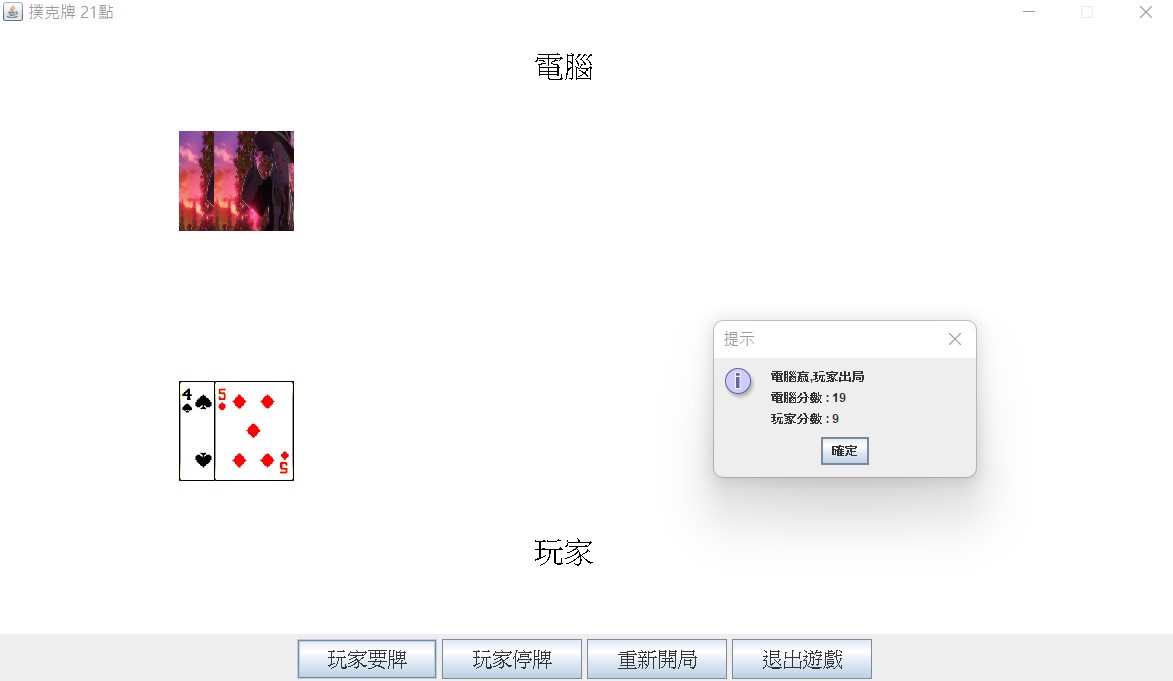 撲克牌 21點
電腦
提示
電腦贏,玩家出局
電腦分數 : 19
玩家分數 : 9
確定
4
5
5
玩家
玩家要牌
玩家停牌
重新開局
退出遊戲